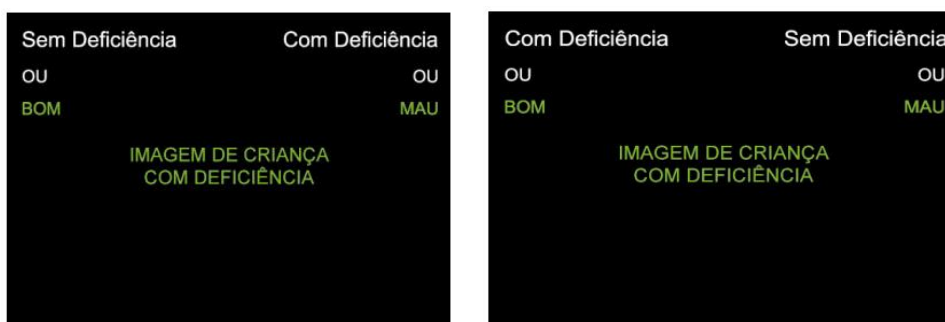 Sem Deficiência Com Deficiência
OU OU
BOM MAU
IMAGEM DE CRIANÇA
COM DEFICIÊNCIA
Com Deficiência Sem Deficiência
OU OU
BOM MAU
IMAGEM DE CRIANÇA
COM DEFICIÊNCIA